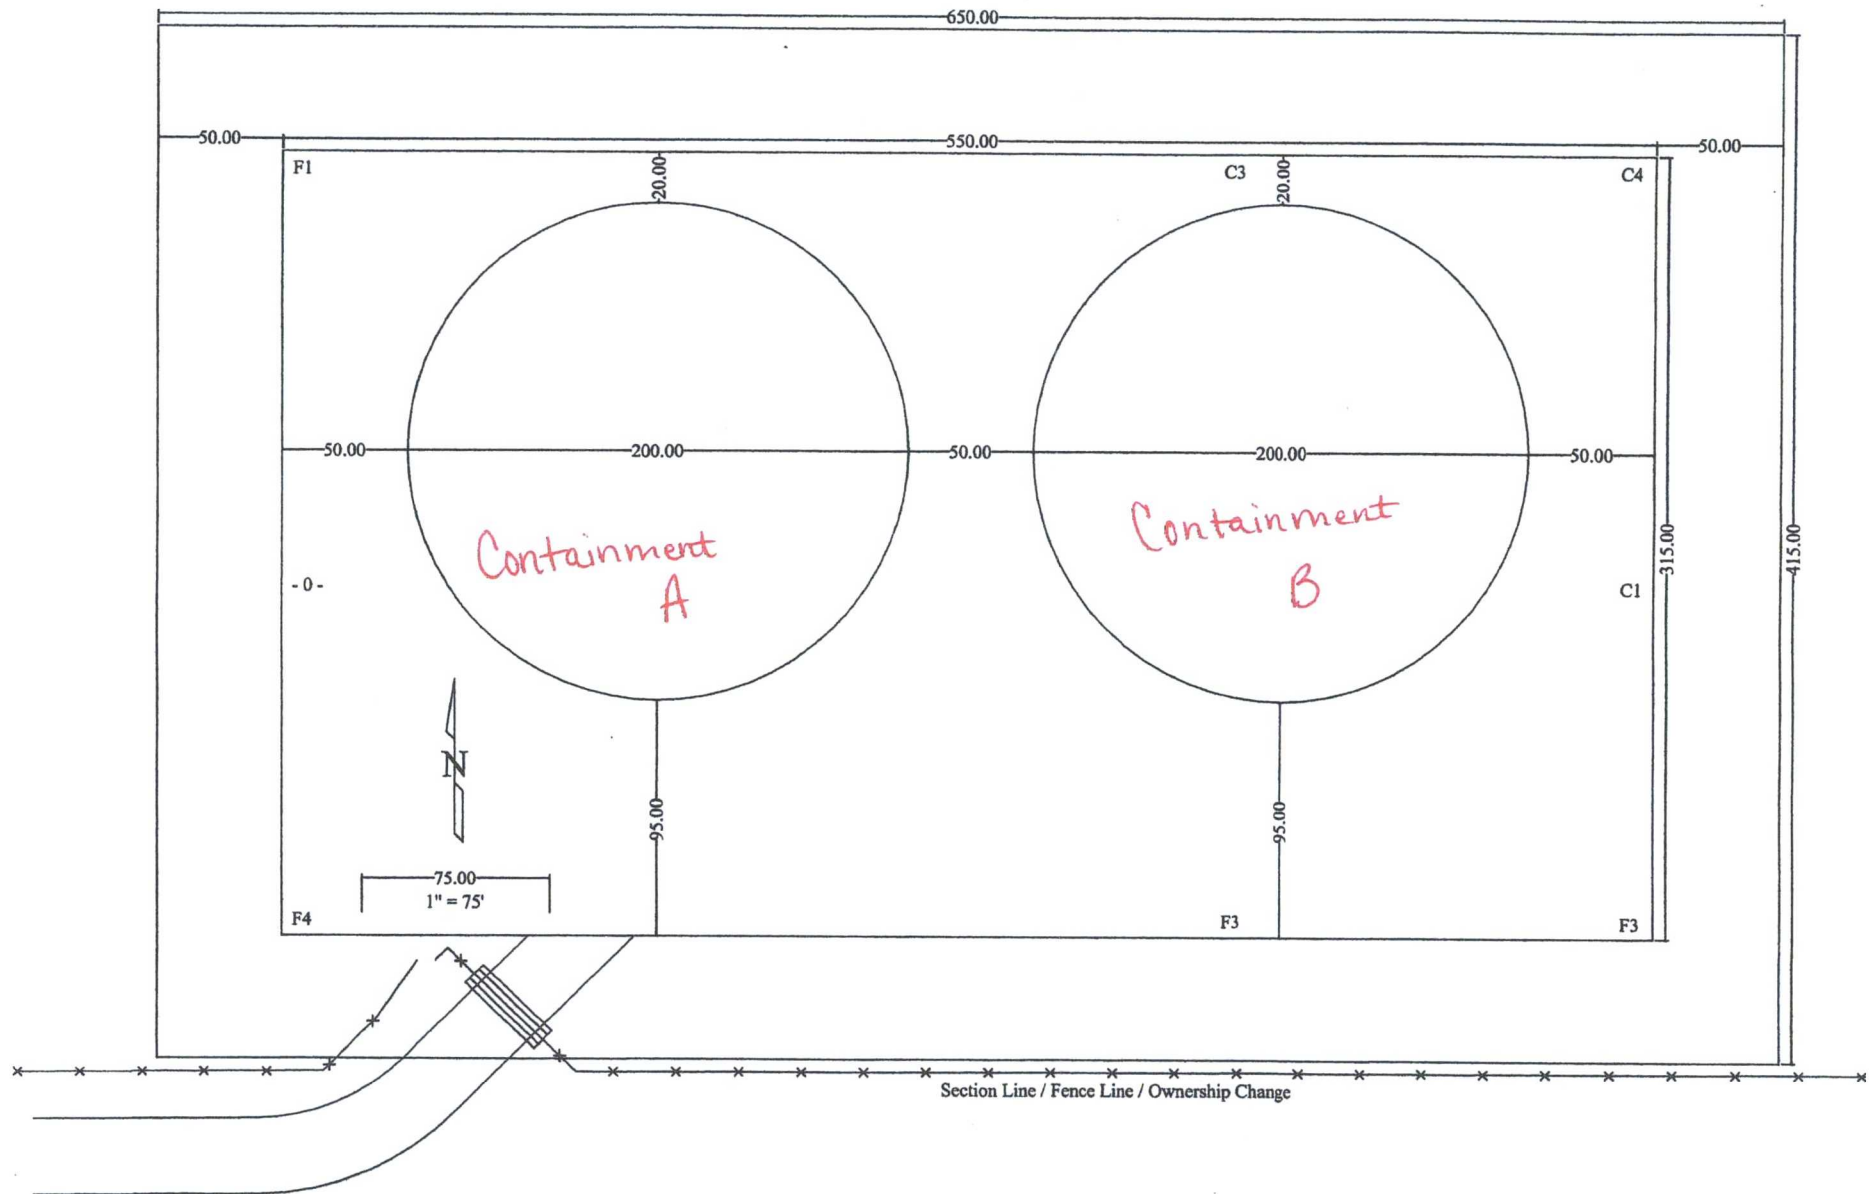 650.00
50.00
550.00
50.00
F1
20.00
C3
20.00
C4
50.00
200.00
50.00
200.00
50.00
Containment
A
Containment
B
315.00
415.00
- 0 -
C1
N
95.00
95.00
75.00
1" = 75'
F4
F3
F3
Section Line / Fence Line / Ownership Change